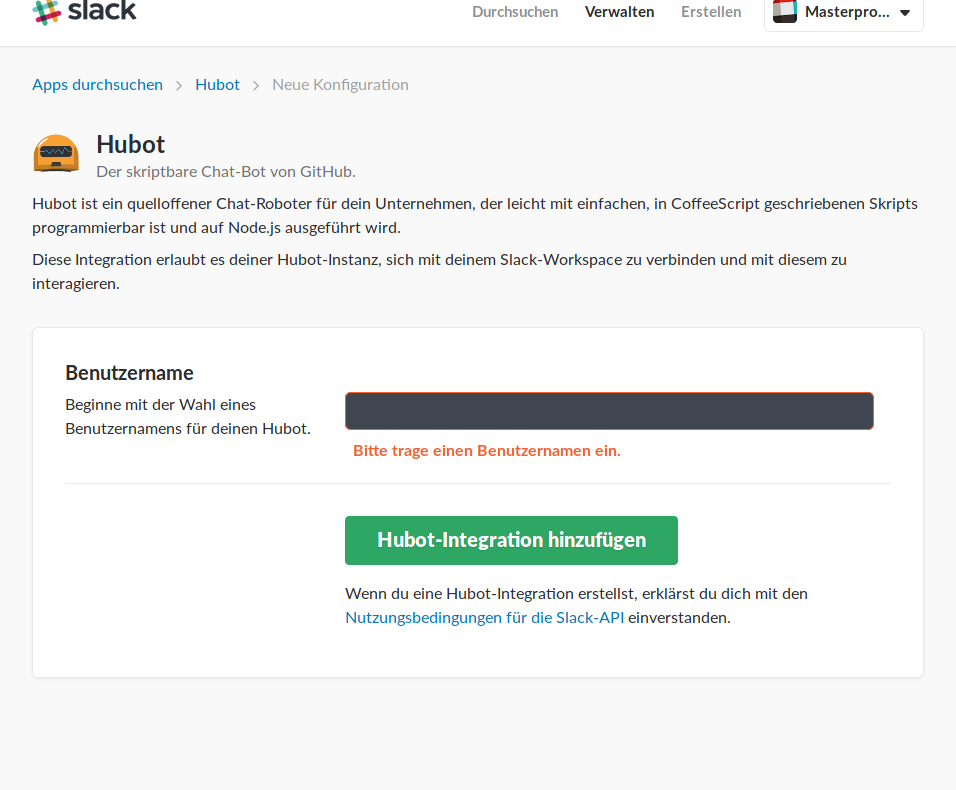 slack
Durchsuchen Verwalten Erstellen Masterpro...
Apps durchsuchen > Hubot > Neue Konfiguration
Hubot
Der skriptbare Chat-Bot von GitHub.
Hubot ist ein quelloffener Chat-Roboter für dein Unternehmen, der leicht mit einfachen, in CoffeeScript geschriebenen Skripts
programmierbar ist und auf Node.js ausgeführt wird.
Diese Integration erlaubt es deiner Hubot-Instanz, sich mit deinem Slack-Workspace zu verbinden und mit diesem zu
interagieren.
Benutzername
Beginne mit der Wahl eines
Benutzernamens für deinen Hubot.
Bitte trage einen Benutzernamen ein.
Hubot-Integration hinzufügen
Wenn du eine Hubot-Integration erstellst, erklärst du dich mit den
Nutzungsbedingungen für die Slack-API einverstanden.